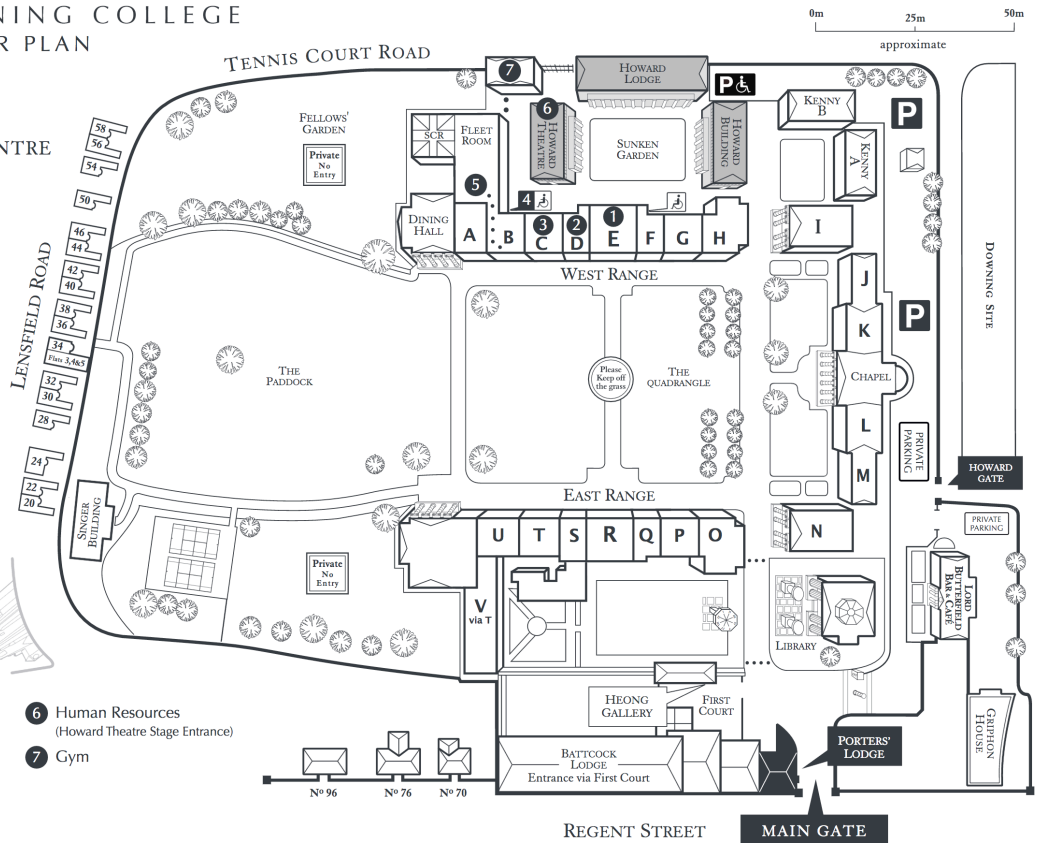 NING COLLEGE
R PLAN
0m
25m
50m
approximate
TENNIS COURT ROAD
7
HOWARD
LODGE
P
KENNY
B
P
NTRE
58
56
54
50
46
44
42
40
38
36
34
Flats 3,4&5
32
30
28
24
22
20
LENSFIELD ROAD
FELLOWS'
GARDEN
Private
No
Entry
SCR
FLEET
ROOM
6
HOWARD
THEATRE
SUNKEN
GARDEN
HOWARD
BUILDING
KENNY
A
5
4
DINING
HALL
A
B
3
C
2
D
1
E
F
G
H
I
WEST RANGE
J
K
CHAPEL
L
M
P
PRIVATE
PARKING
DOWNING SITE
THE
PADDOCK
Please
Keep off
the grass
THE
QUADRANGLE
HOWARD
GATE
EAST RANGE
SINGER
BUILDING
Private
No
Entry
U
T
S
R
Q
P
O
N
PRIVATE
PARKING
V
via T
LORD
BUTTERFIELD
BAR & CAFÉ
LIBRARY
HEONG
GALLERY
FIRST
COURT
GRIPHON
HOUSE
6 Human Resources
(Howard Theatre Stage Entrance)
7 Gym
BATTCOCK
LODGE
Entrance via First Court
PORTERS'
LODGE
Nº 96
Nº 76
Nº 70
REGENT STREET
MAIN GATE